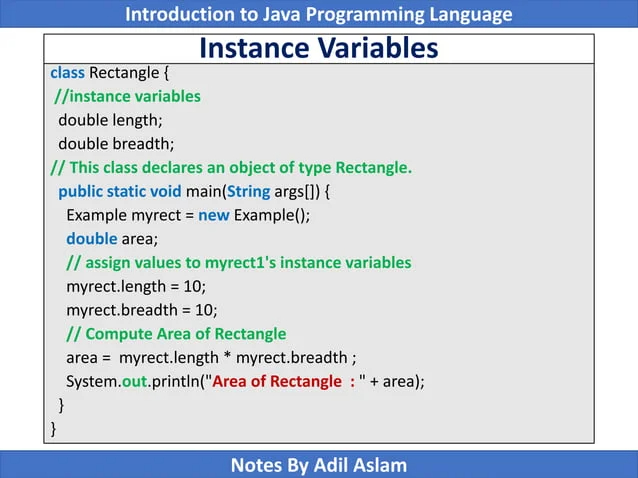 Introduction to Java Programming Language
Instance Variables
class Rectangle {
//instance variables
double length;
double breadth;
// This class declares an object of type Rectangle.
public static void main(String args[]) {
Example myrect = new Example();
double area;
// assign values to myrect1's instance variables
myrect.length = 10;
myrect.breadth = 10;
// Compute Area of Rectangle
area =  myrect.length * myrect.breadth ;
System.out.println("Area of Rectangle  : " + area);
}
}
Notes By Adil Aslam